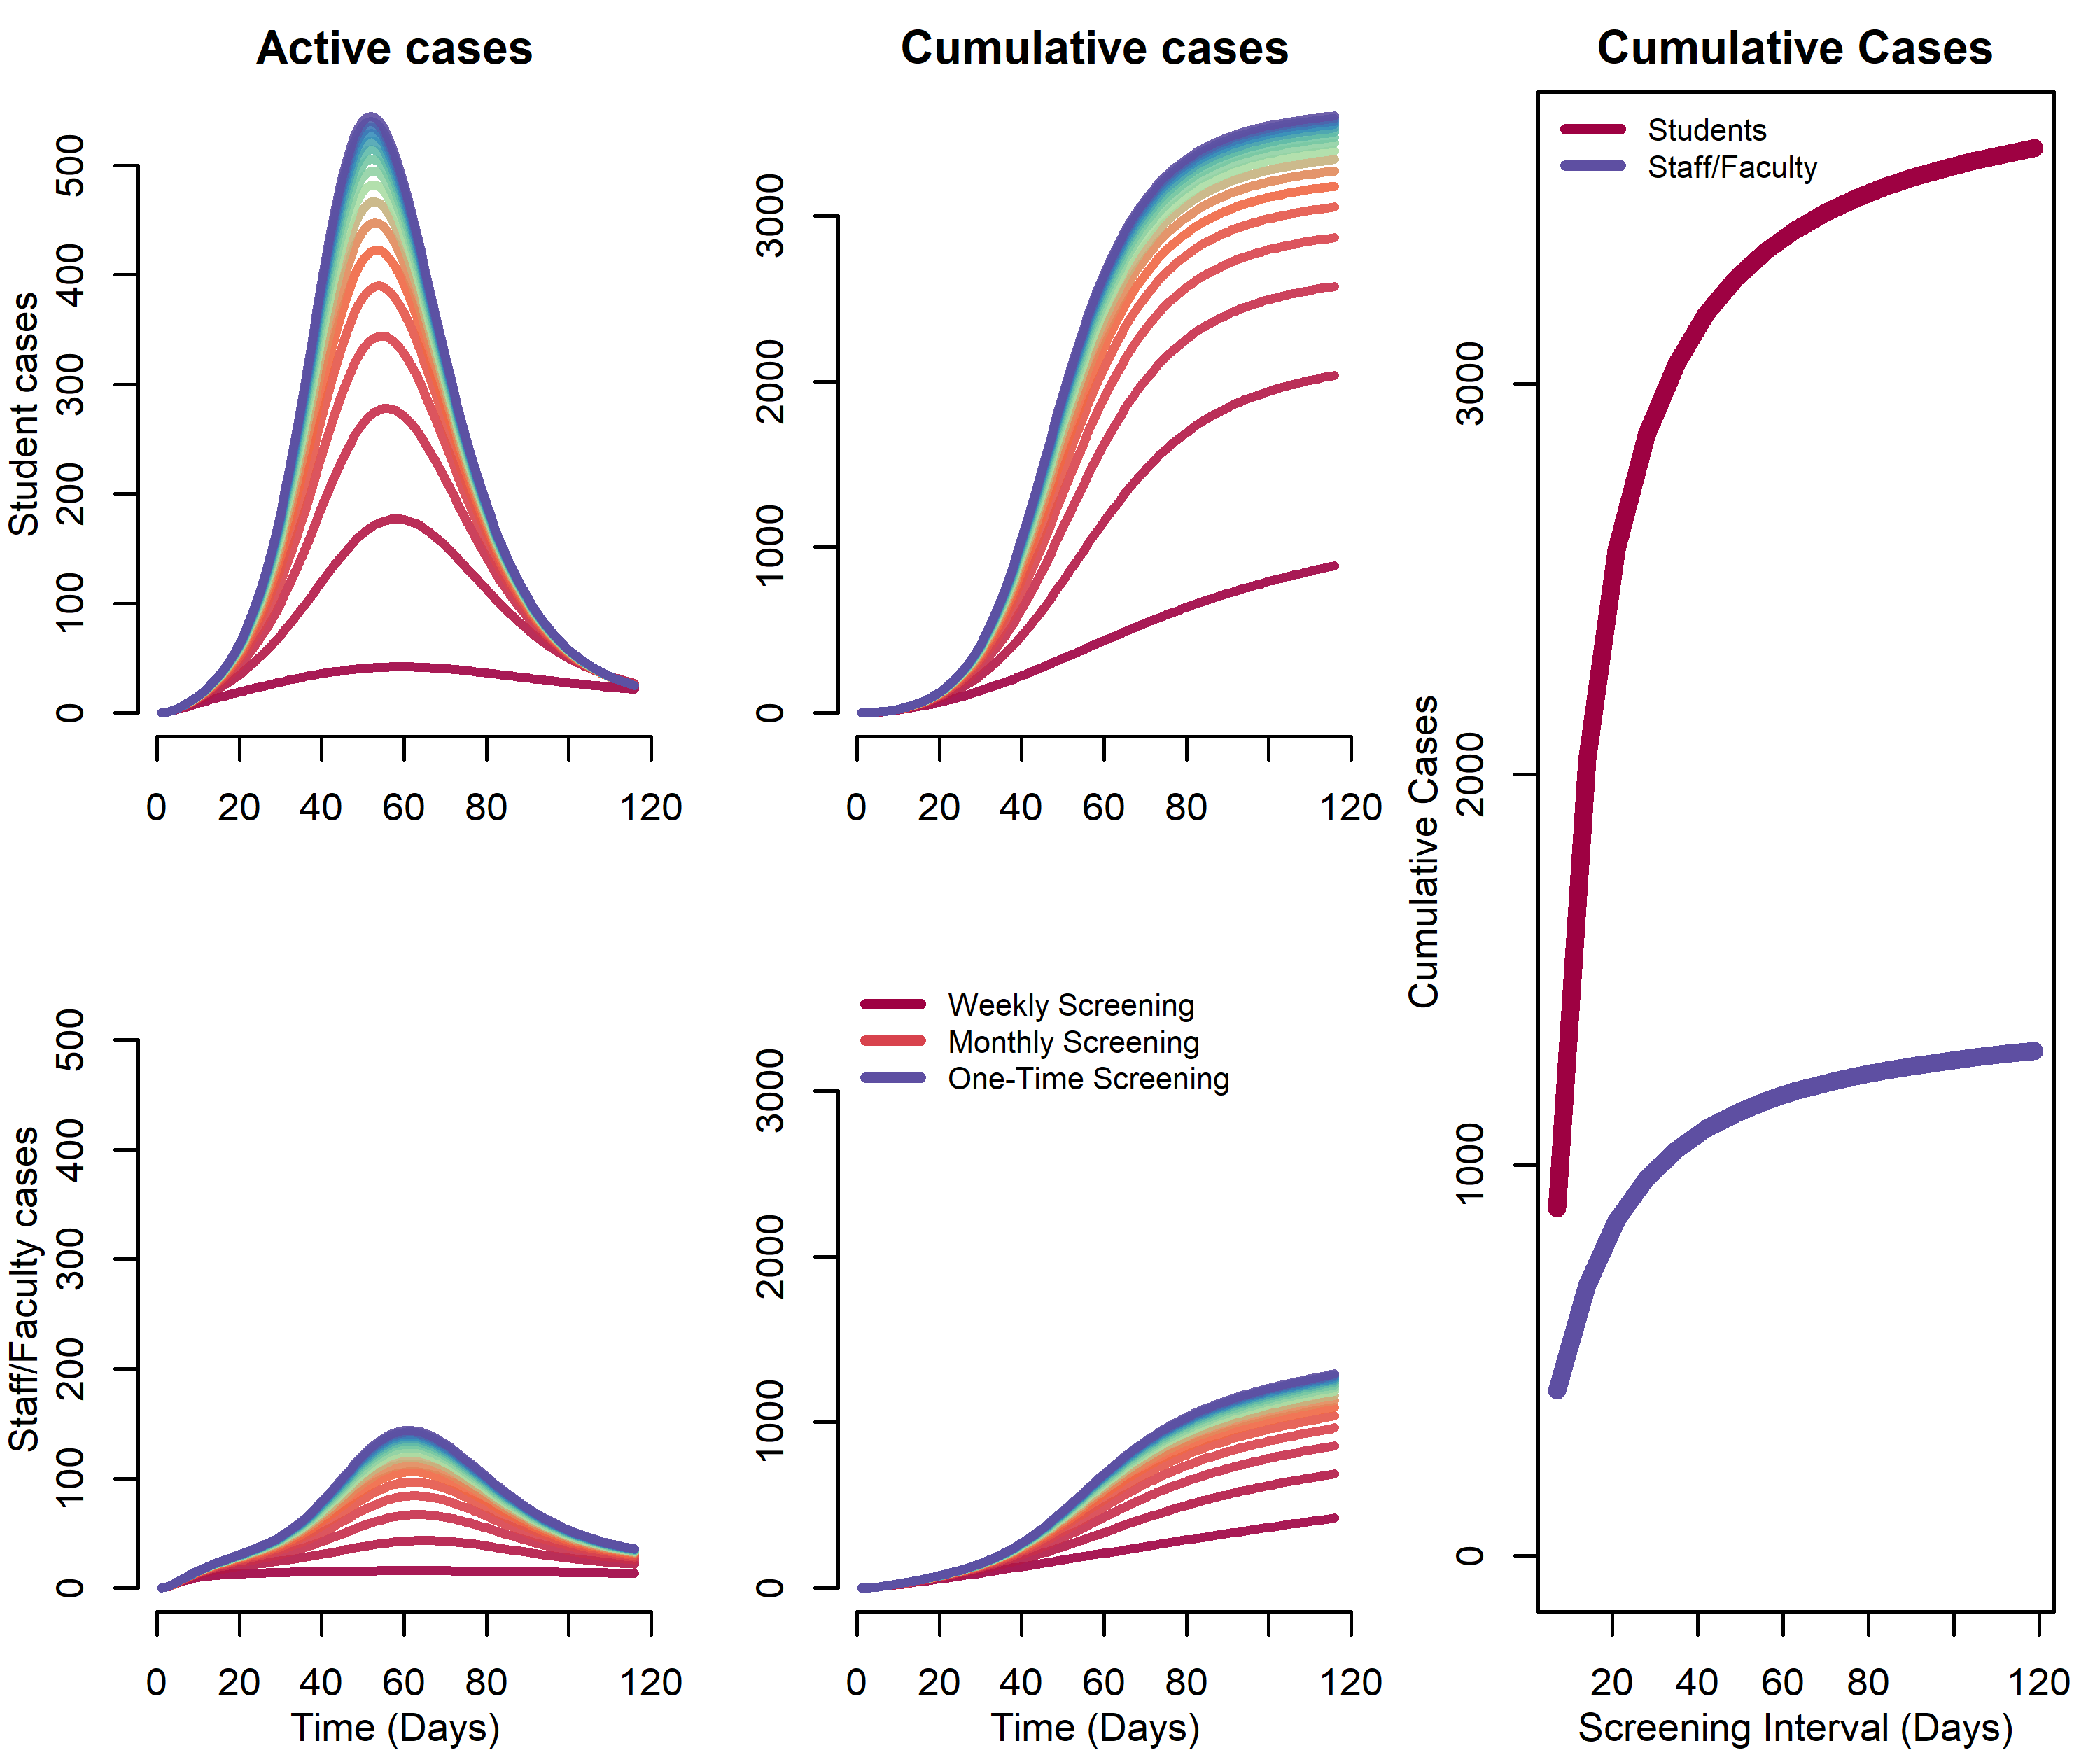 Active cases
Student cases
0 100 200 300 400 500
0 20 40 60 80 120
Cumulative cases
0 1000 2000 3000
0 20 40 60 80 120
Staff/Faculty cases
0 100 200 300 400 500
0 20 40 60 80 120
Time (Days)
Weekly Screening
Monthly Screening
One-Time Screening
0 1000 2000 3000
0 20 40 60 80 120
Time (Days)
Cumulative Cases
Students
Staff/Faculty
Cumulative Cases
0 1000 2000 3000
20 40 60 80 120
Screening Interval (Days)